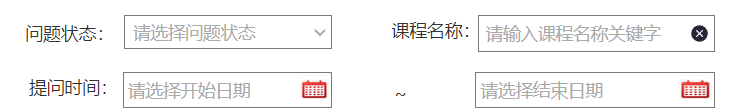 问题状态： 请选择问题状态 课程名称： 请输入课程名称关键字
提问时间： 请选择开始日期 ~ 请选择结束日期